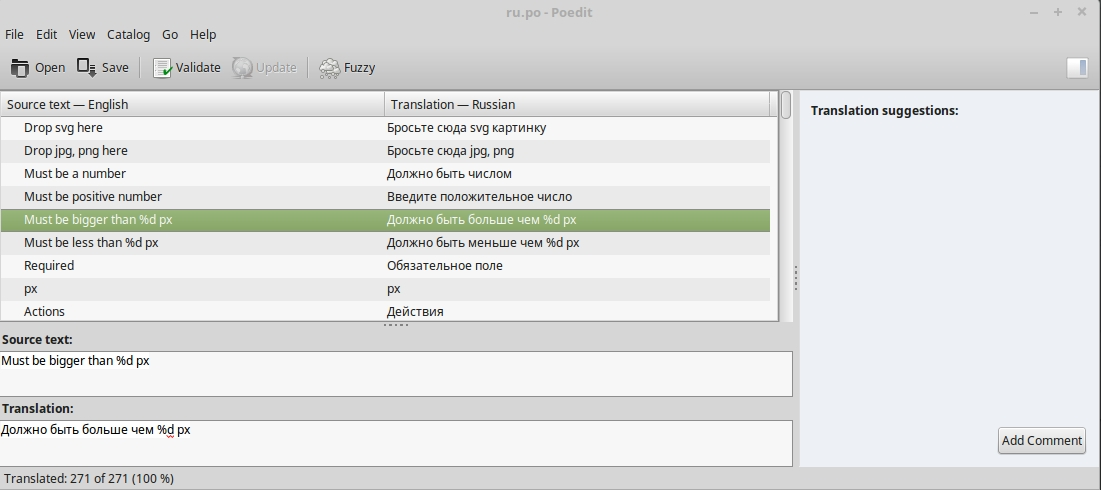 ru.po - Poedit
File Edit View Catalog Go Help
Open Save Validate Update Fuzzy
Source text — English Translation — Russian
Drop svg here Бросьте сюда svg картинку
Drop jpg, png here Бросьте сюда jpg, png
Must be a number Должно быть числом
Must be positive number Введите положительное число
Must be bigger than %d px Должно быть больше чем %d px
Must be less than %d px Должно быть меньше чем %d px
Required Обязательное поле
px px
Actions Действия
Source text:
Must be bigger than %d px
Translation:
Должно быть больше чем %d px
Translated: 271 of 271 (100 %)
Translation suggestions:
Add Comment